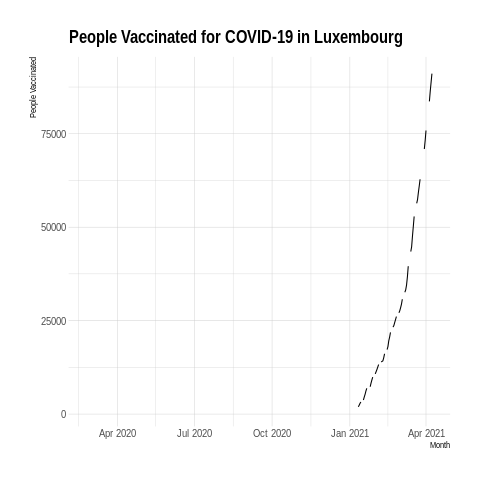 People Vaccinated for COVID-19 in Luxembourg
People Vaccinated
75000
50000
25000
0
Apr 2020 Jul 2020 Oct 2020 Jan 2021 Apr 2021
Month